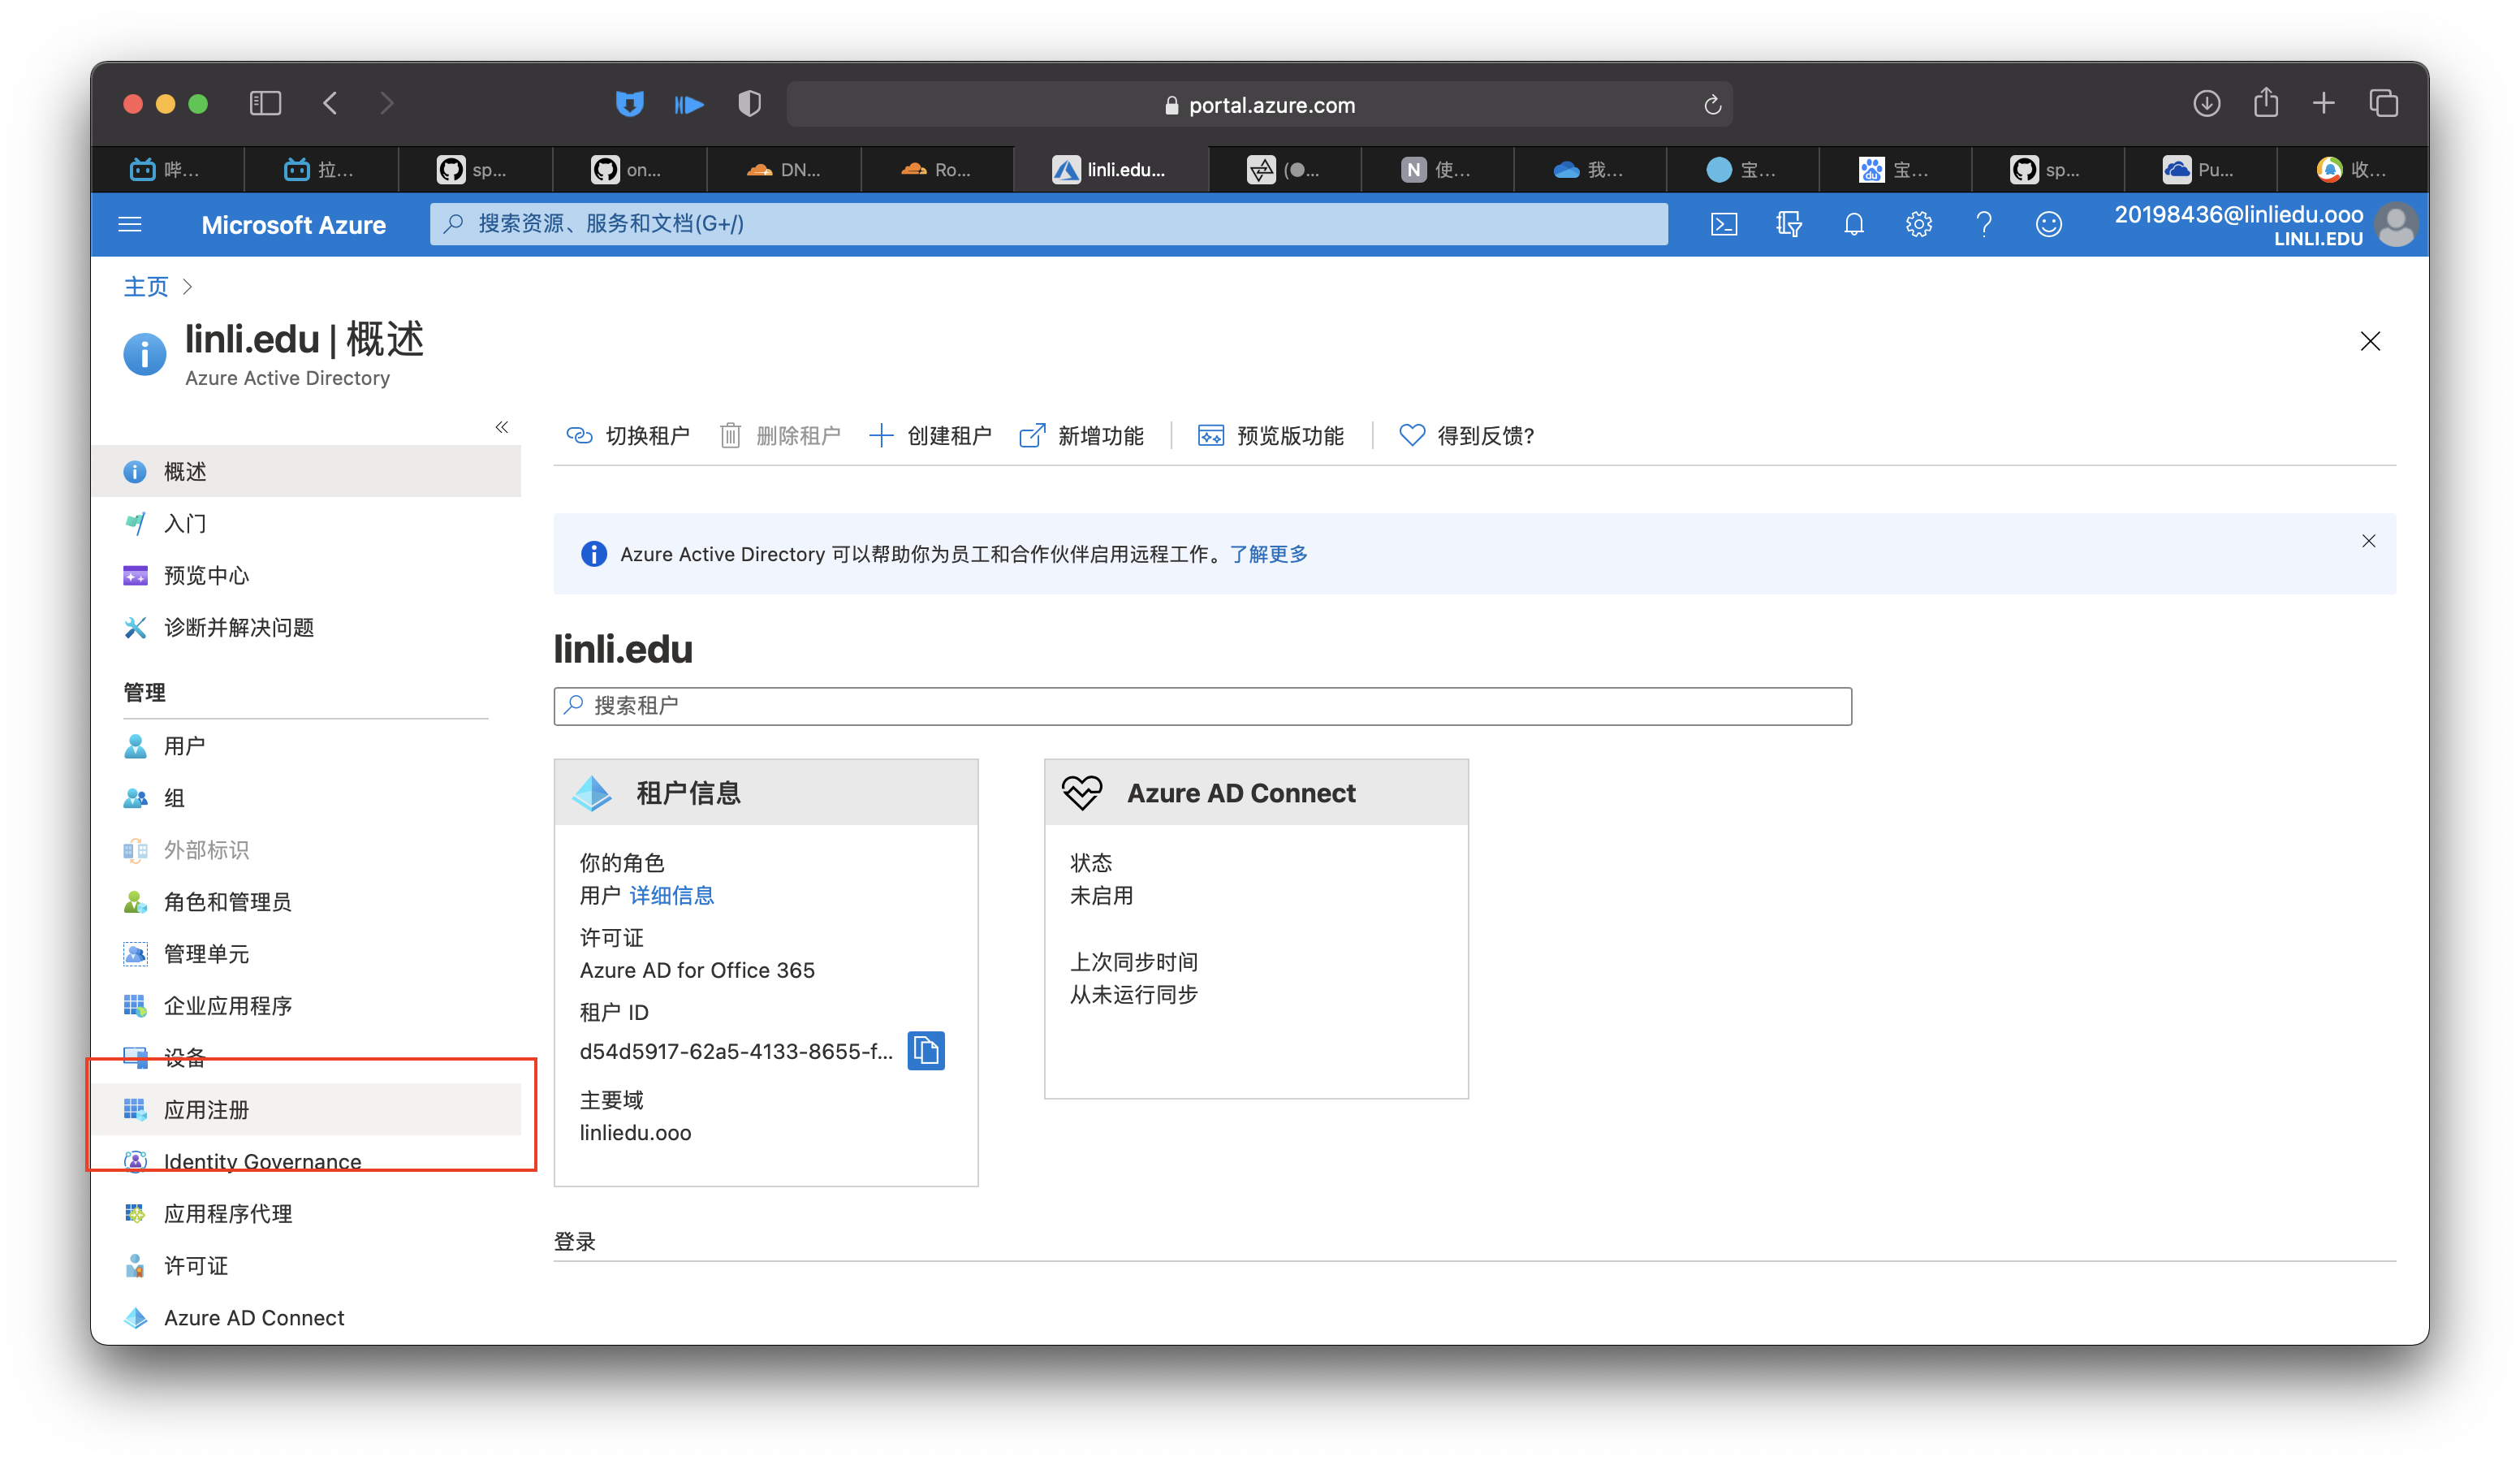 portal.azure.com
哔...
拉...
sp...
on...
DN...
Ro...
linli.edu...
(●...
N 使...
我...
宝...
du 宝...
sp...
Pu...
收...
Microsoft Azure
搜索资源、服务和文档(G+/)
20198436@linliedu.ooo
LINLI.EDU
主页
linli.edu | 概述
Azure Active Directory
切换租户
删除租户
创建租户
新增功能
预览版功能
得到反馈?
概述
入门
预览中心
诊断并解决问题
管理
用户
组
外部标识
角色和管理员
管理单元
企业应用程序
设备
应用注册
Identity Governance
应用程序代理
许可证
Azure AD Connect
Azure Active Directory 可以帮助你为员工和合作伙伴启用远程工作。了解更多
linli.edu
搜索租户
租户信息
你的角色
用户 详细信息
许可证
Azure AD for Office 365
租户 ID
d54d5917-62a5-4133-8655-f...
主要域
linliedu.ooo
Azure AD Connect
状态
未启用
上次同步时间
从未运行同步
登录